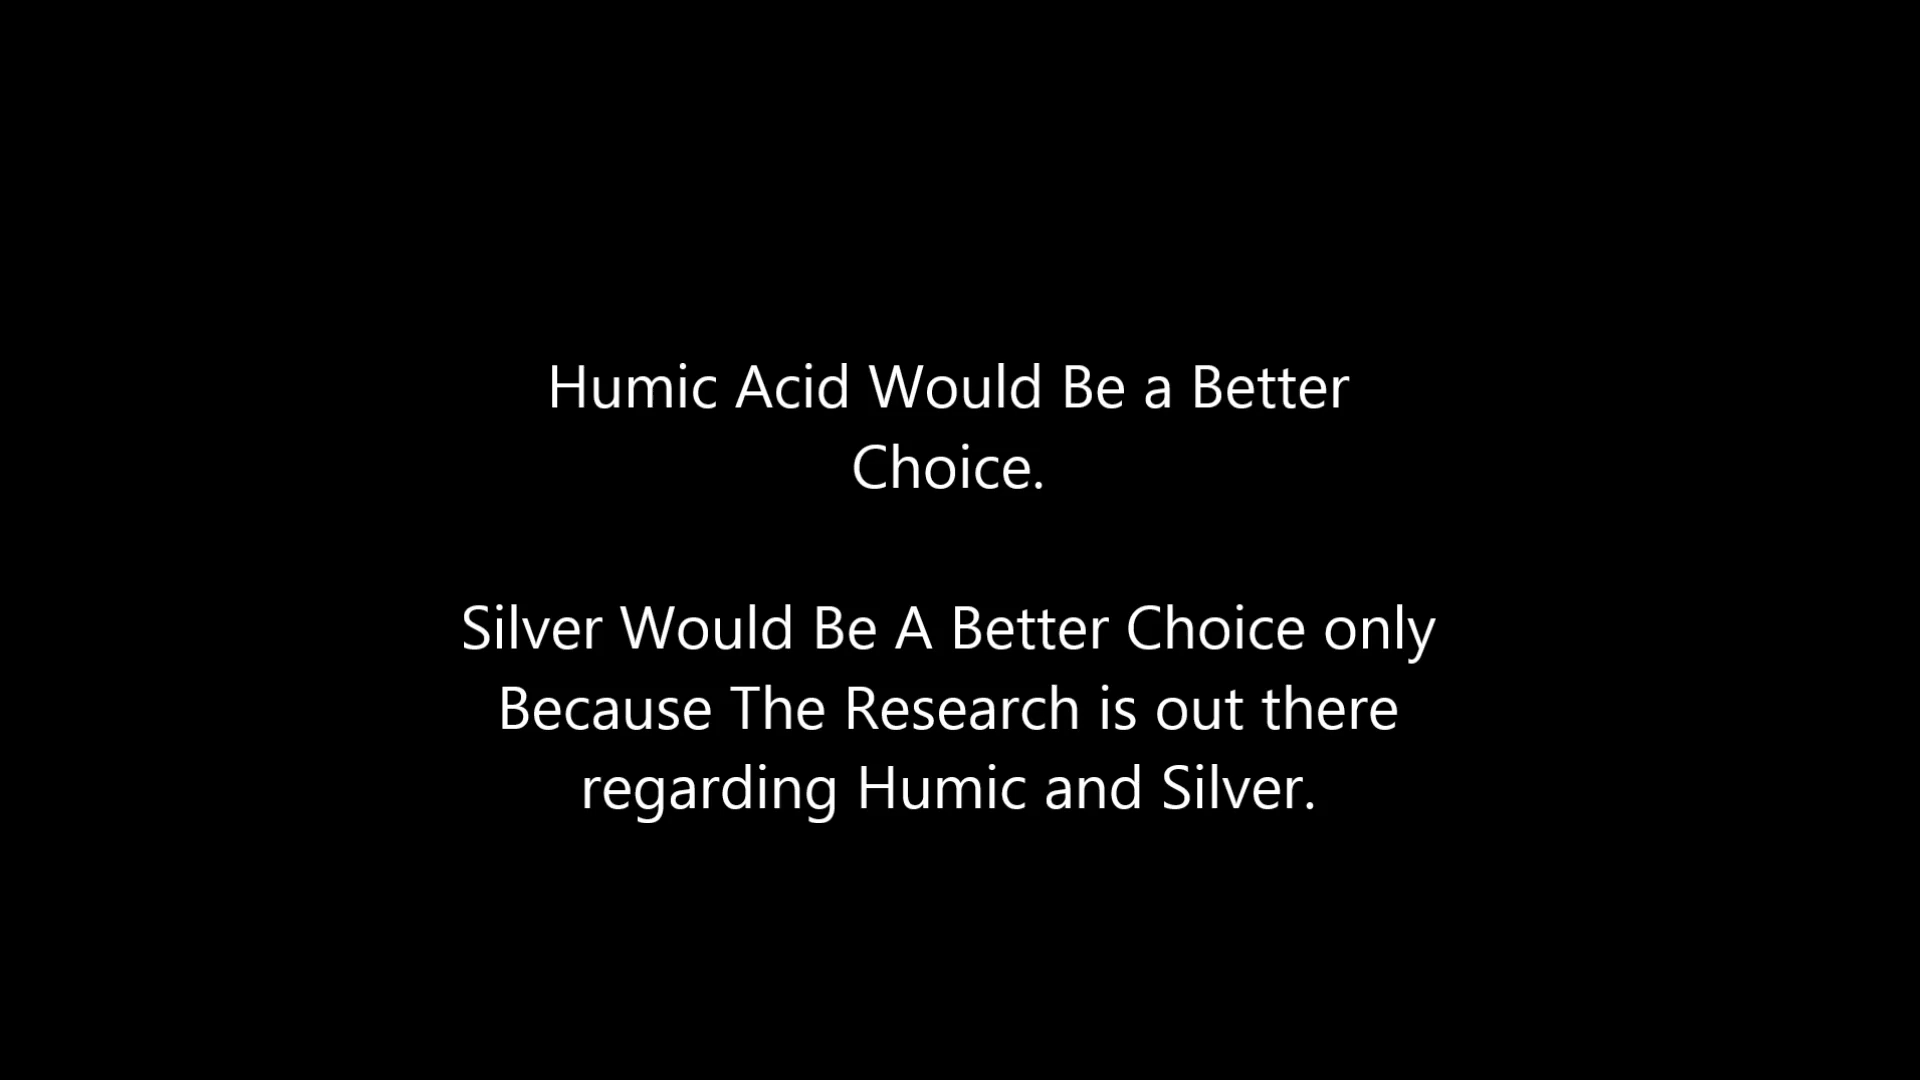 Humic Acid Would Be a Better
Choice.
Silver Would Be A Better Choice only
Because The Research is out there
regarding Humic and Silver.